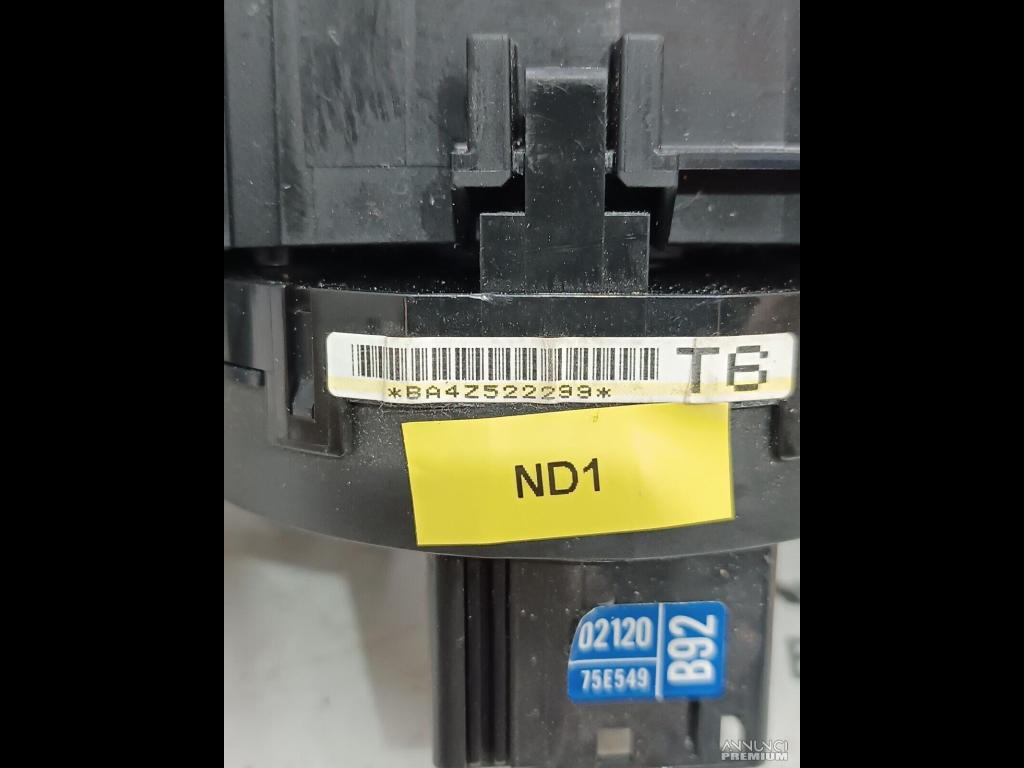 T6
*BA4Z522299*
ND1
02120
75E549
B92
ANNUNCI
PREMIUM